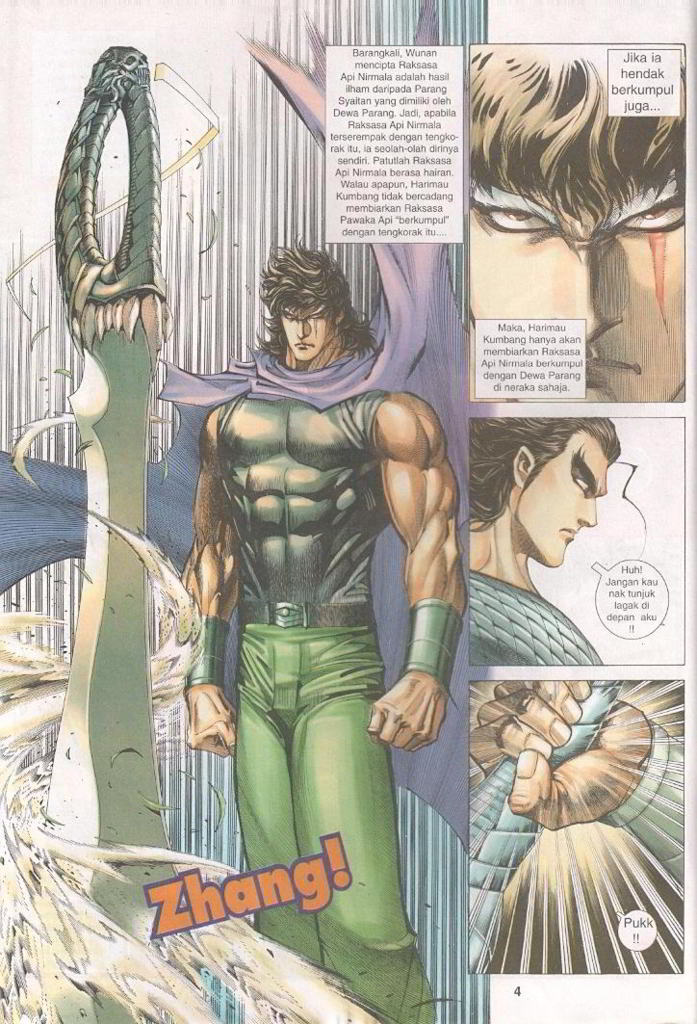 Barangkali, Wunan
mencipta Raksasa
Api Nirmala adalah hasil
ilham daripada Parang
Syaitan yang dimiliki oleh
Dewa Parang. Jadi, apabila
Raksasa Api Nirmala
terserempak dengan tengko-
rak itu, ia seolah-olah dirinya
sendiri. Patutlah Raksasa
Api Nirmala berasa hairan.
Walau apapun, Harimau
Kumbang tidak bercadang
membiarkan Raksasa
Pawaka Api "berkumpul"
dengan tengkorak itu....
Jika ia
hendak
berkumpul
juga...
Maka, Harimau
Kumbang hanya akan
membiarkan Raksasa
Api Nirmala berkumpul
dengan Dewa Parang
di neraka sahaja.
Huh!
Jangan kau
nak tunjuk
lagak di
depan aku
!!
Zhang!
Pukk
!!
4